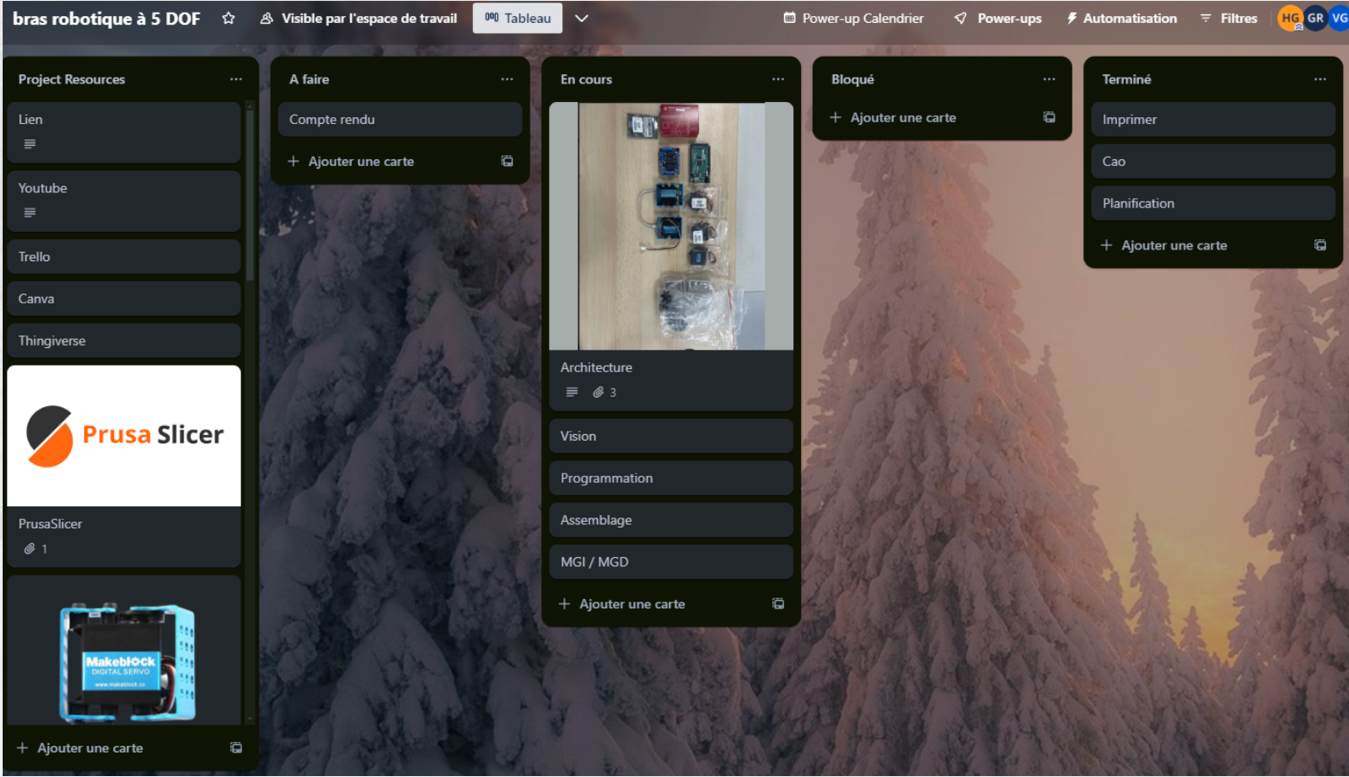 bras robotique à 5 DOF
Visible par l'espace de travail
Tableau
Power-up Calendrier
Power-ups
Automatisation
Filtres
HG
GR
VG
Project Resources
Lien
Youtube
Trello
Canva
Thingiverse
Prusa Slicer
PrusaSlicer
1
Makeblock
DIGITAL SERVO
www.makeblock.cc
+ Ajouter une carte
A faire
Compte rendu
+ Ajouter une carte
En cours
Architecture
3
Vision
Programmation
Assemblage
MGI / MGD
+ Ajouter une carte
Bloqué
+ Ajouter une carte
Terminé
Imprimer
Cao
Planification
+ Ajouter une carte